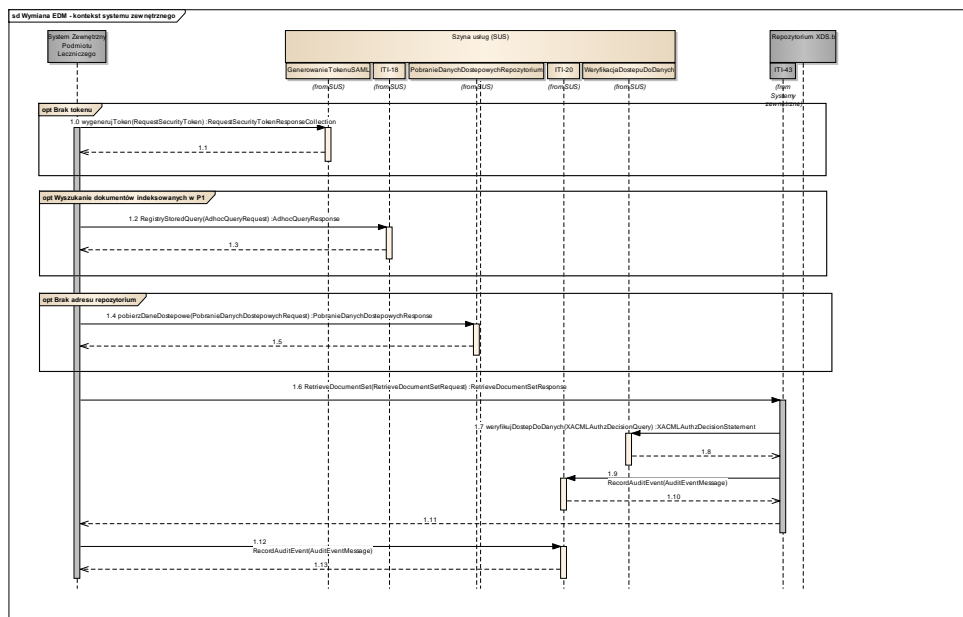 sd Wymiana EDM - kontekst systemu zewnętrznego
System Zewnętrzny
Podmiotu
Leczniczego
Szyna usług (SUS)
Repozytorium XDS.b
GenerowanieTokenuSAML
ITI-18
PobranieDanychDostepowychRepozytorium
ITI-20
WeryfikacjaDostepuDoDanych
ITI-43
(from SUS)
(from SUS)
(from SUS)
(from SUS)
(from SUS)
(from
Systemy
zewnętrzne)
opt Brak tokenu
1.0 wygenerujToken(RequestSecurityToken) :RequestSecurityTokenResponseCollection
1.1
opt Wyszukanie dokumentów indeksowanych w P1
1.2 RegistryStoredQuery(AdhocQueryRequest) :AdhocQueryResponse
1.3
opt Brak adresu repozytorium
1.4 pobierzDaneDostepowe(PobranieDanychDostepowychRequest) :PobranieDanychDostepowychResponse
1.5
1.6 RetrieveDocumentSet(RetrieveDocumentSetRequest) :RetrieveDocumentSetResponse
1.7 weryfikujDostepDoDanych(XACMLAuthzDecisionQuery) :XACMLAuthzDecisionStatement
1.8
1.9
RecordAuditEvent(AuditEventMessage)
1.10
1.11
1.12
RecordAuditEvent(AuditEventMessage)
1.13